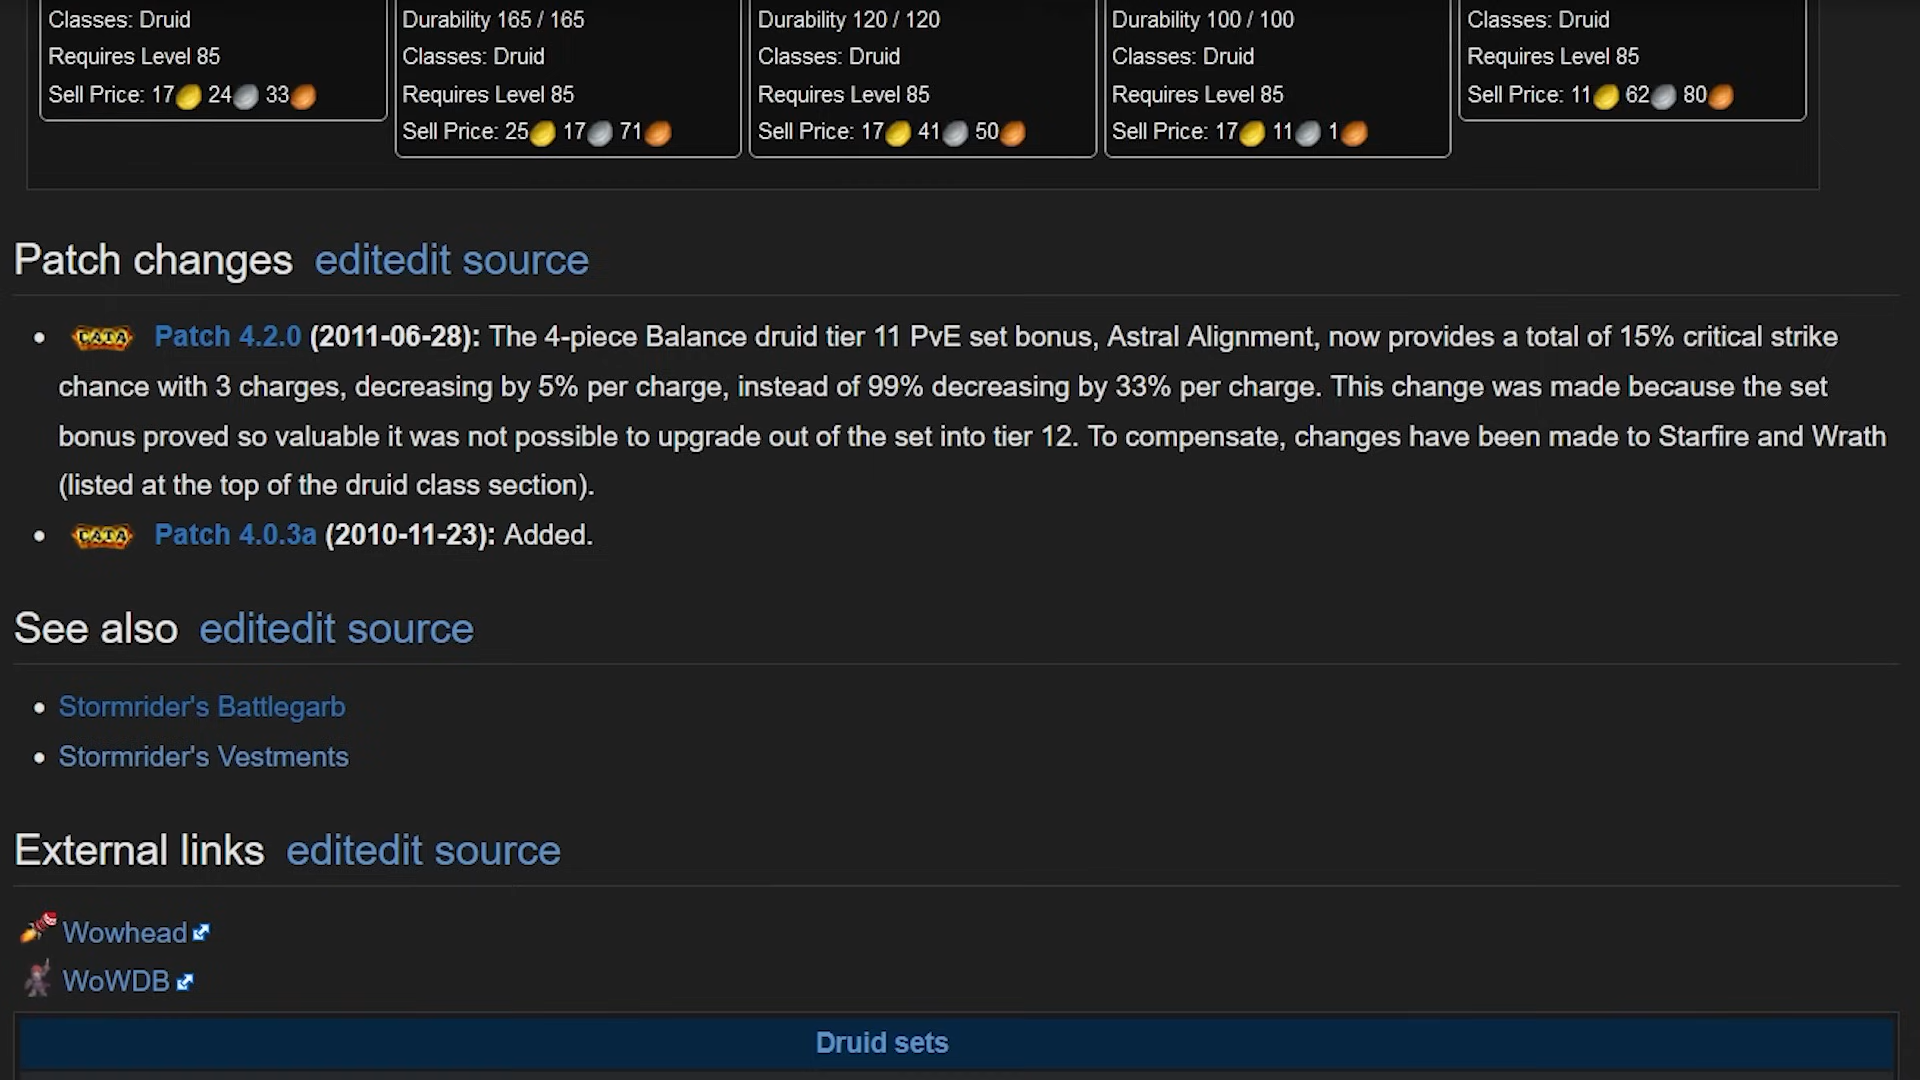 Classes: Druid
Requires Level 85
Sell Price: 17 24 33
Durability 165 / 165
Classes: Druid
Requires Level 85
Sell Price: 25 17 71
Durability 120 / 120
Classes: Druid
Requires Level 85
Sell Price: 17 41 50
Durability 100 / 100
Classes: Druid
Requires Level 85
Sell Price: 17 11 1
Classes: Druid
Requires Level 85
Sell Price: 11 62 80
Patch changes editedit source
CATA Patch 4.2.0 (2011-06-28): The 4-piece Balance druid tier 11 PvE set bonus, Astral Alignment, now provides a total of 15% critical strike
chance with 3 charges, decreasing by 5% per charge, instead of 99% decreasing by 33% per charge. This change was made because the set
bonus proved so valuable it was not possible to upgrade out of the set into tier 12. To compensate, changes have been made to Starfire and Wrath
(listed at the top of the druid class section).
CATA Patch 4.0.3a (2010-11-23): Added.
See also editedit source
Stormrider's Battlegarb
Stormrider's Vestments
External links editedit source
Wowhead
WoWDB
Druid sets